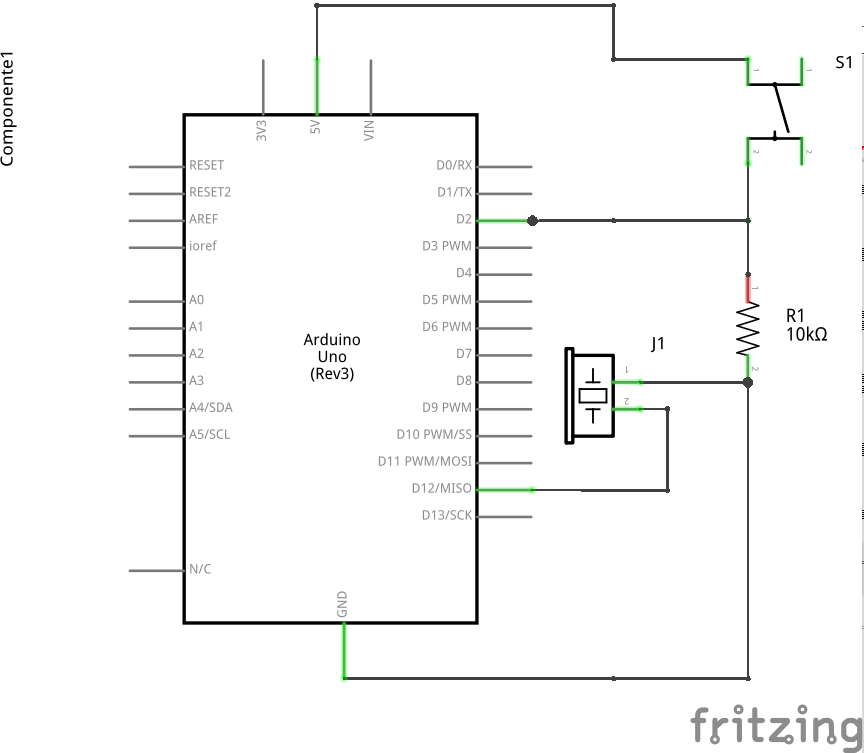 Componente1
3V3
5V
VIN
S1
1
1
2
2
RESET
RESET2
AREF
ioref
A0
A1
A2
A3
A4/SDA
A5/SCL
N/C
Arduino
Uno
(Rev3)
D0/RX
D1/TX
D2
D3 PWM
D4
D5 PWM
D6 PWM
D7
D8
D9 PWM
D10 PWM/SS
D11 PWM/MOSI
D12/MISO
D13/SCK
GND
J1
1
2
1
R1
10kΩ
2
fritzing